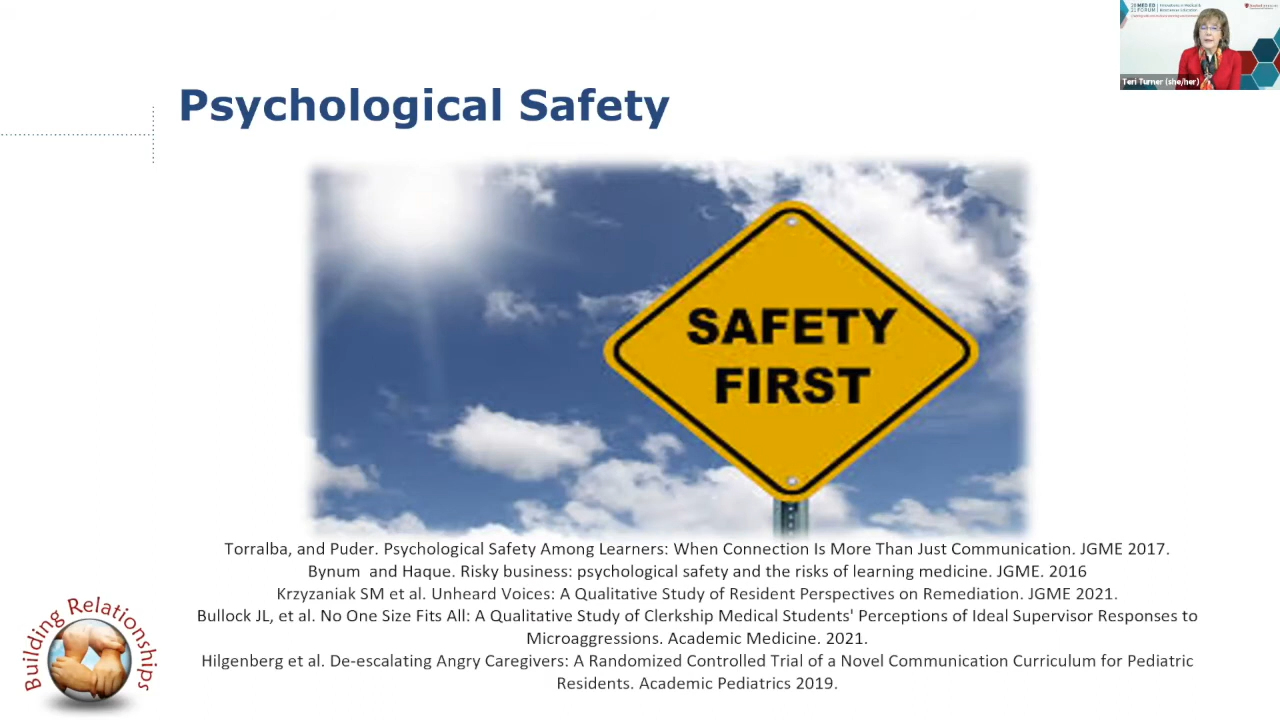 MED ED
FORUM
Teri Turner (she/her)
Psychological Safety
SAFETY
FIRST
Torralba, and Puder. Psychological Safety Among Learners: When Connection Is More Than Just Communication. JGME 2017.
Bynum and Haque. Risky business: psychological safety and the risks of learning medicine. JGME. 2016
Krzyzaniak SM et al. Unheard Voices: A Qualitative Study of Resident Perspectives on Remediation. JGME 2021.
Bullock JL, et al. No One Size Fits All: A Qualitative Study of Clerkship Medical Students' Perceptions of Ideal Supervisor Responses to
Microaggressions. Academic Medicine. 2021.
Hilgenberg et al. De-escalating Angry Caregivers: A Randomized Controlled Trial of a Novel Communication Curriculum for Pediatric
Residents. Academic Pediatrics 2019.
Building Relationships